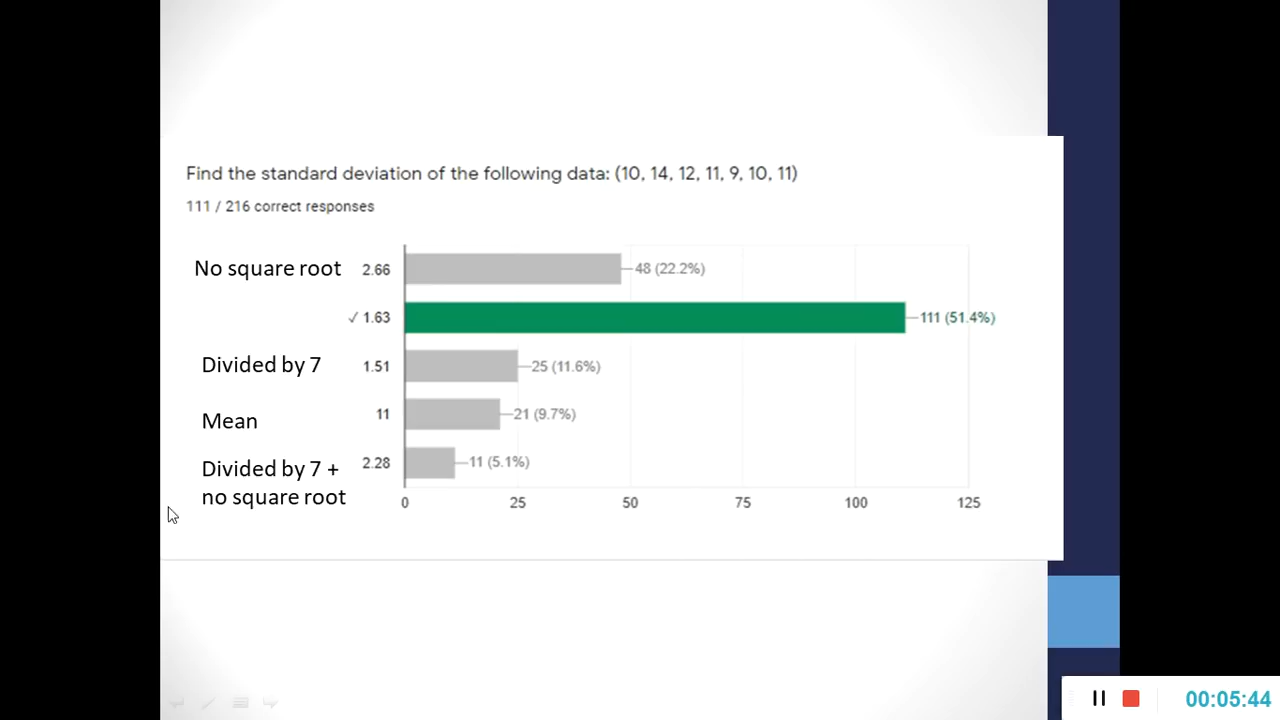 Find the standard deviation of the following data: (10, 14, 12, 11, 9, 10, 11)
111 / 216 correct responses
No square root 2.66 48 (22.2%)
✓ 1.63 111 (51.4%)
Divided by 7 1.51 25 (11.6%)
Mean 11 21 (9.7%)
Divided by 7 + 2.28 11 (5.1%)
no square root
0 25 50 75 100 125
00:05:44